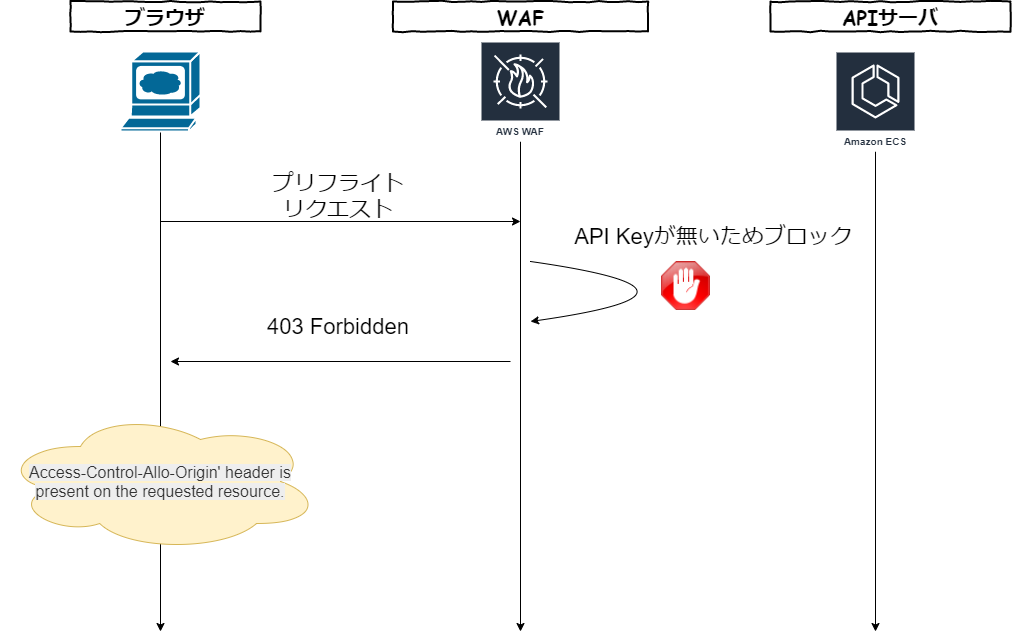 ブラウザ
WAF
APIサーバ
AWS WAF
Amazon ECS
プリフライト
リクエスト
API Keyが無いためブロック
403 Forbidden
Access-Control-Allo-Origin' header is
present on the requested resource.